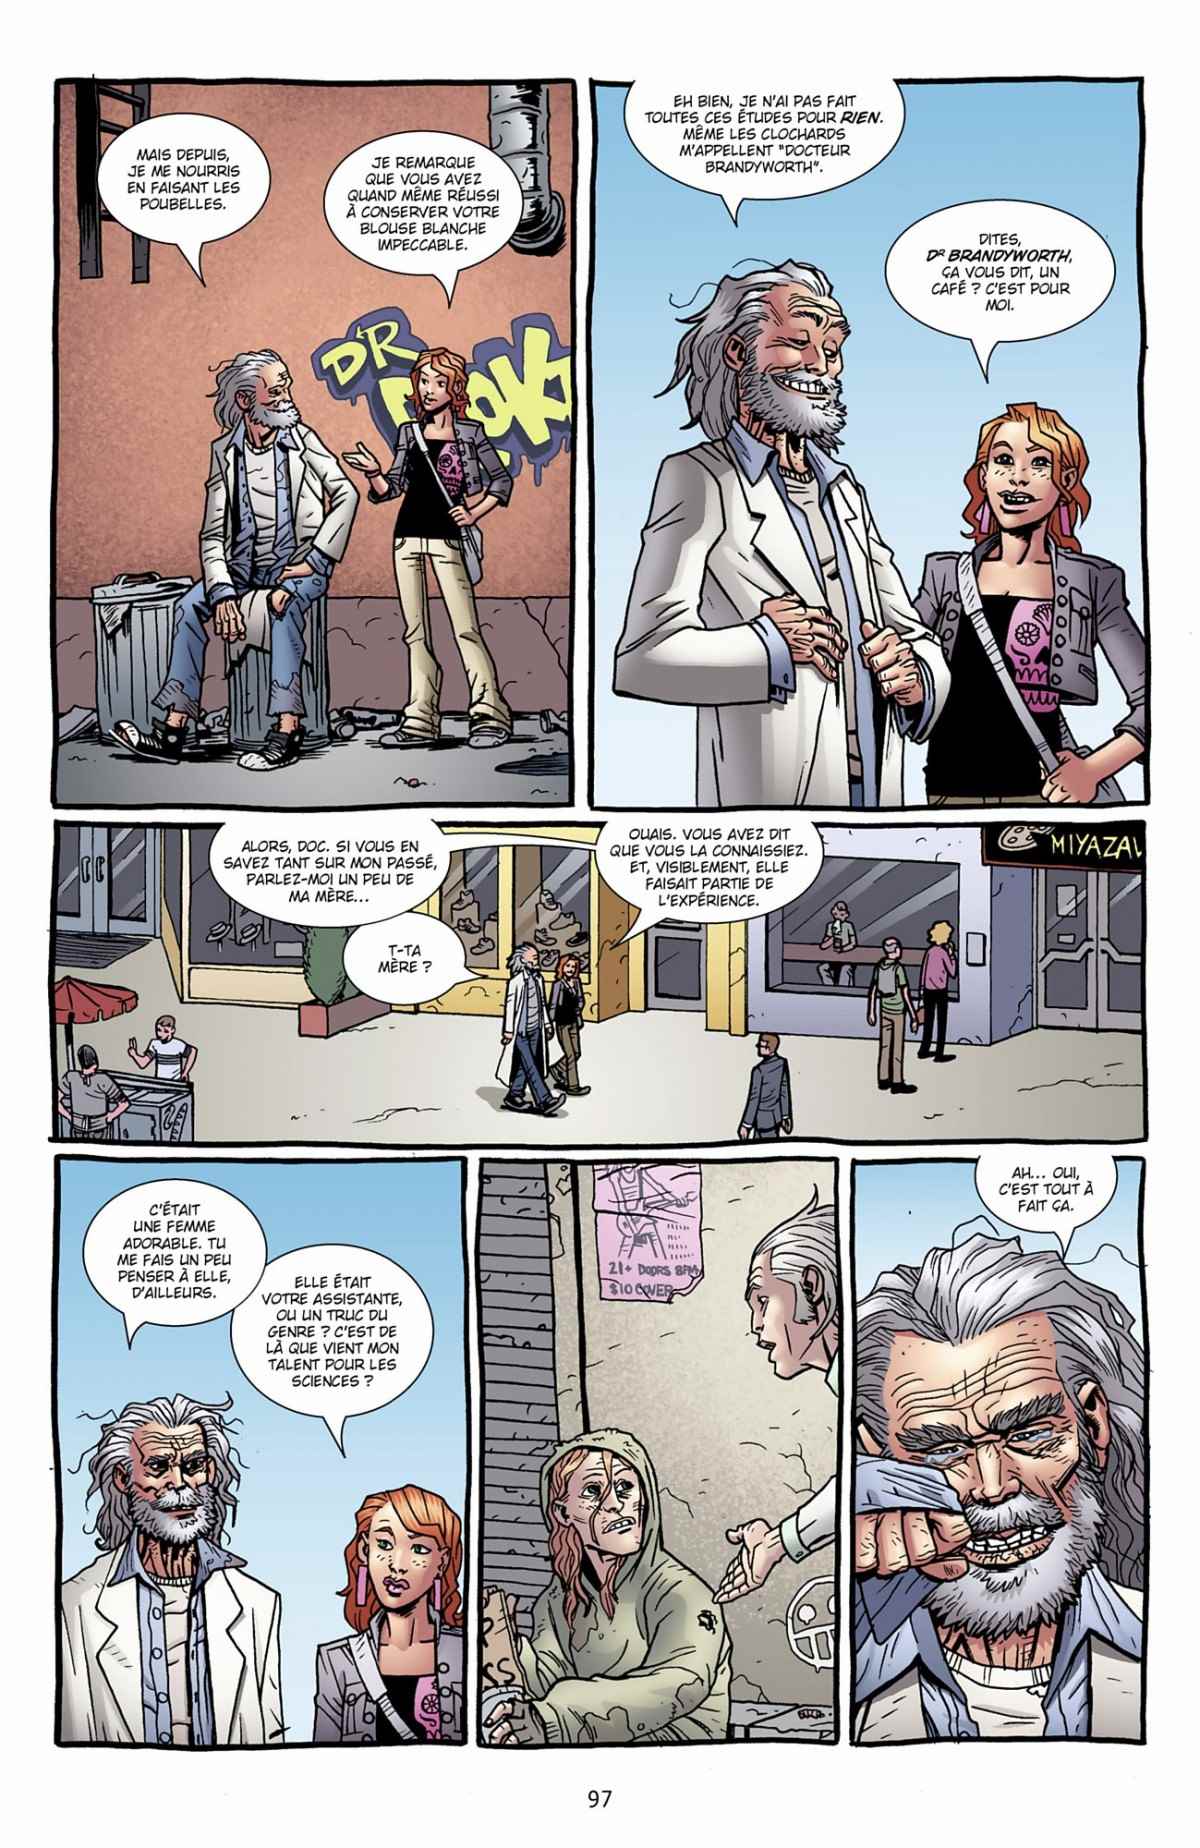 MAIS DEPUIS,
JE ME NOURRIS
EN FAISANT LES
POUBELLES.
JE REMARQUE
QUE VOUS AVEZ
QUAND MÊME RÉUSSI
À CONSERVER VOTRE
BLOUSE BLANCHE
IMPECCABLE.
D'R
EH BIEN, JE N'AI PAS FAIT
TOUTES CES ÉTUDES POUR RIEN.
MÊME LES CLOCHARDS
M'APPELLENT "DOCTEUR
BRANDYWORTH".
DITES,
DR BRANDYWORTH,
ÇA VOUS DIT, UN
CAFÉ ? C'EST POUR
MOI.
ALORS, DOC. SI VOUS EN
SAVEZ TANT SUR MON PASSÉ,
PARLEZ-MOI UN PEU DE
MA MÈRE...
T-TA
MÈRE ?
OUAIS. VOUS AVEZ DIT
QUE VOUS LA CONNAISSIEZ.
ET, VISIBLEMENT, ELLE
FAISAIT PARTIE DE
L'EXPÉRIENCE.
MIYAZA
C'ÉTAIT
UNE FEMME
ADORABLE. TU
ME FAIS UN PEU
PENSER À ELLE,
D'AILLEURS.
ELLE ÉTAIT
VOTRE ASSISTANTE,
OU UN TRUC DU
GENRE ? C'EST DE
LÀ QUE VIENT MON
TALENT POUR LES
SCIENCES ?
21+ DOORS 8PM
$10 COVER
AH... OUI,
C'EST TOUT À
FAIT ÇA.
97